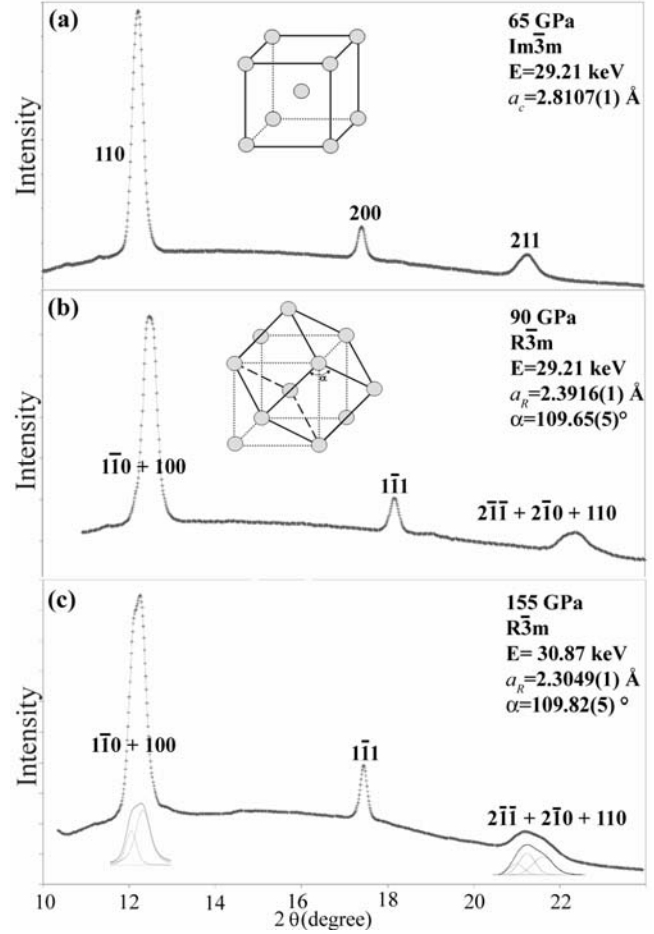 (a)
65 GPa
Im3̅m
E=29.21 keV
a_c=2.8107(1) Å
110
200
211
Intensity
(b)
90 GPa
R3̅m
E=29.21 keV
a_R=2.3916(1) Å
α=109.65(5)°
α
11̅0 + 100
11̅1
21̅1̅ + 21̅0 + 110
Intensity
(c)
155 GPa
R3̅m
E= 30.87 keV
a_R=2.3049(1) Å
α=109.82(5) °
11̅0 + 100
11̅1
21̅1̅ + 21̅0 + 110
Intensity
10 12 14 16 18 20 22
2 θ(degree)